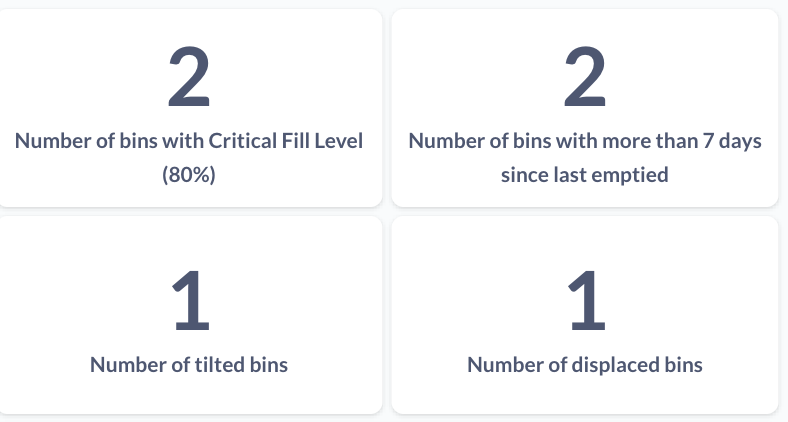 2
Number of bins with Critical Fill Level
(80%)
2
Number of bins with more than 7 days
since last emptied
1
Number of tilted bins
1
Number of displaced bins